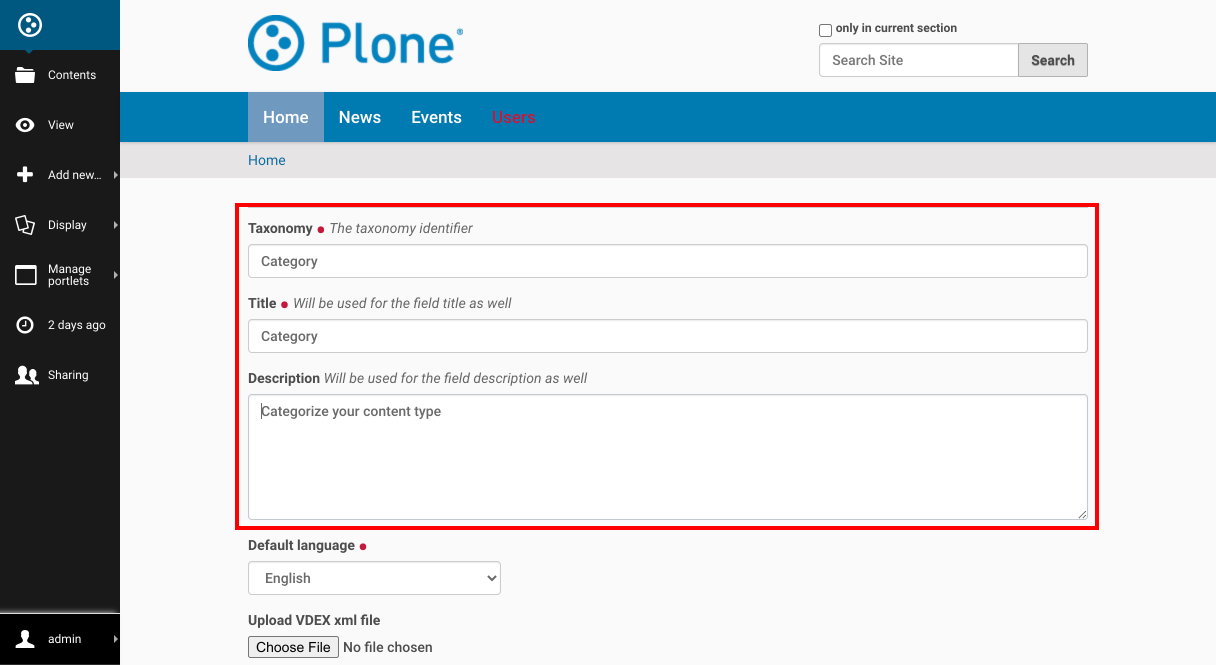 Plone®
only in current section
Search Site
Search
Contents
View
Add new...
Display
Manage
portlets
2 days ago
Sharing
admin
Home
News
Events
Users
Home
Taxonomy The taxonomy identifier
Category
Title Will be used for the field title as well
Category
Description Will be used for the field description as well
Categorize your content type
Default language
English
Upload VDEX xml file
Choose File No file chosen